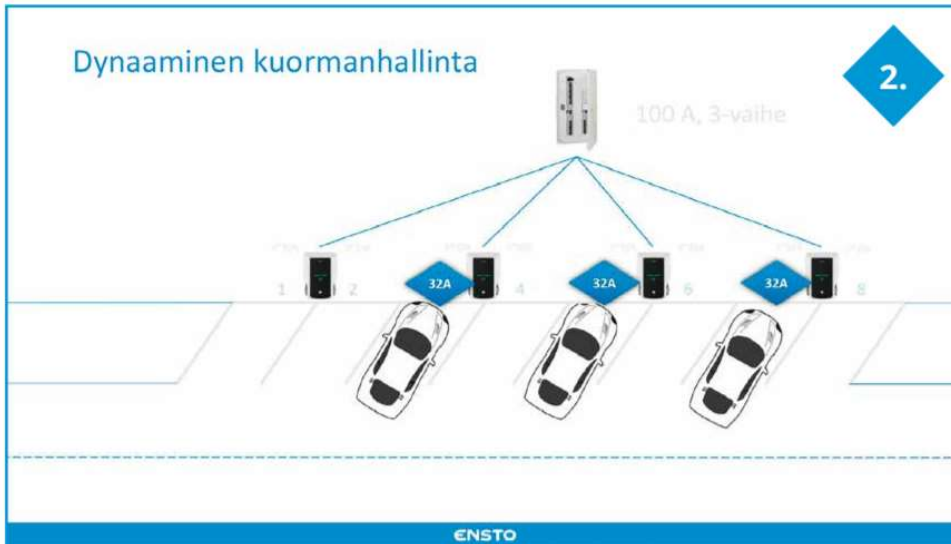 Dynaaminen kuormanhallinta
2.
100 A, 3-vaihe
32A
32A
32A
1
2
4
6
8
ENSTO